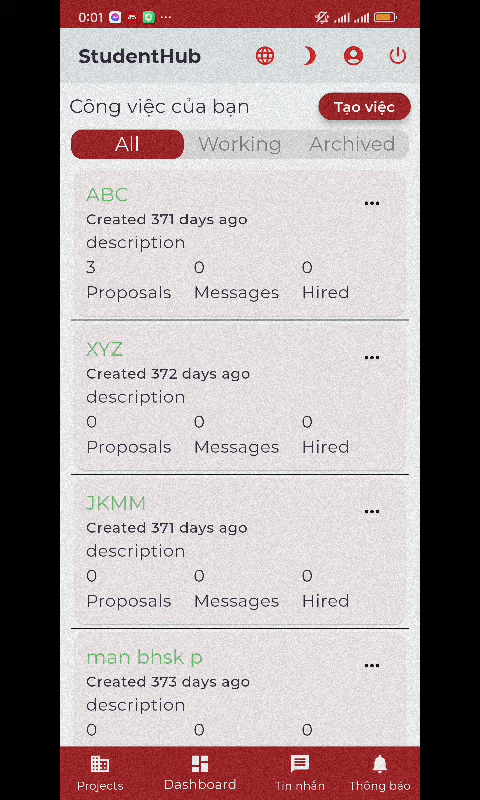 0:01
StudentHub
Công việc của bạn
Tạo việc
All Working Archived
ABC
Created 371 days ago
description
3 0 0
Proposals Messages Hired
XYZ
Created 372 days ago
description
0 0 0
Proposals Messages Hired
JKMM
Created 371 days ago
description
0 0 0
Proposals Messages Hired
man bhsk p
Created 373 days ago
description
0 0 0
Projects Dashboard Tin nhắn Thông báo